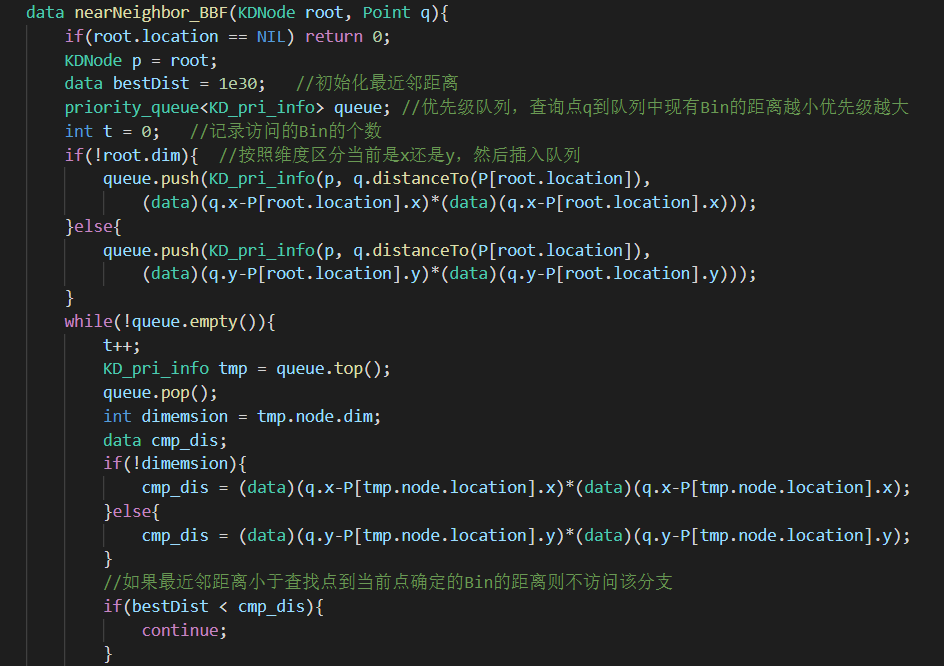 data nearNeighbor_BBF(KDNode root, Point q){
    if(root.location == NIL) return 0;
    KDNode p = root;
    data bestDist = 1e30;   //初始化最近邻距离
    priority_queue<KD_pri_info> queue; //优先级队列，查询点q到队列中现有Bin的距离越小优先级越大
    int t = 0;   //记录访问的Bin的个数
    if(!root.dim){  //按照维度区分当前是x还是y，然后插入队列
        queue.push(KD_pri_info(p, q.distanceTo(P[root.location]),
            (data)(q.x-P[root.location].x)*(data)(q.x-P[root.location].x)));
    }else{
        queue.push(KD_pri_info(p, q.distanceTo(P[root.location]),
            (data)(q.y-P[root.location].y)*(data)(q.y-P[root.location].y)));
    }
    while(!queue.empty()){
        t++;
        KD_pri_info tmp = queue.top();
        queue.pop();
        int dimemsion = tmp.node.dim;
        data cmp_dis;
        if(!dimemsion){
            cmp_dis = (data)(q.x-P[tmp.node.location].x)*(data)(q.x-P[tmp.node.location].x);
        }else{
            cmp_dis = (data)(q.y-P[tmp.node.location].y)*(data)(q.y-P[tmp.node.location].y);
        }
        //如果最近邻距离小于查找点到当前点确定的Bin的距离则不访问该分支
        if(bestDist < cmp_dis){
            continue;
        }